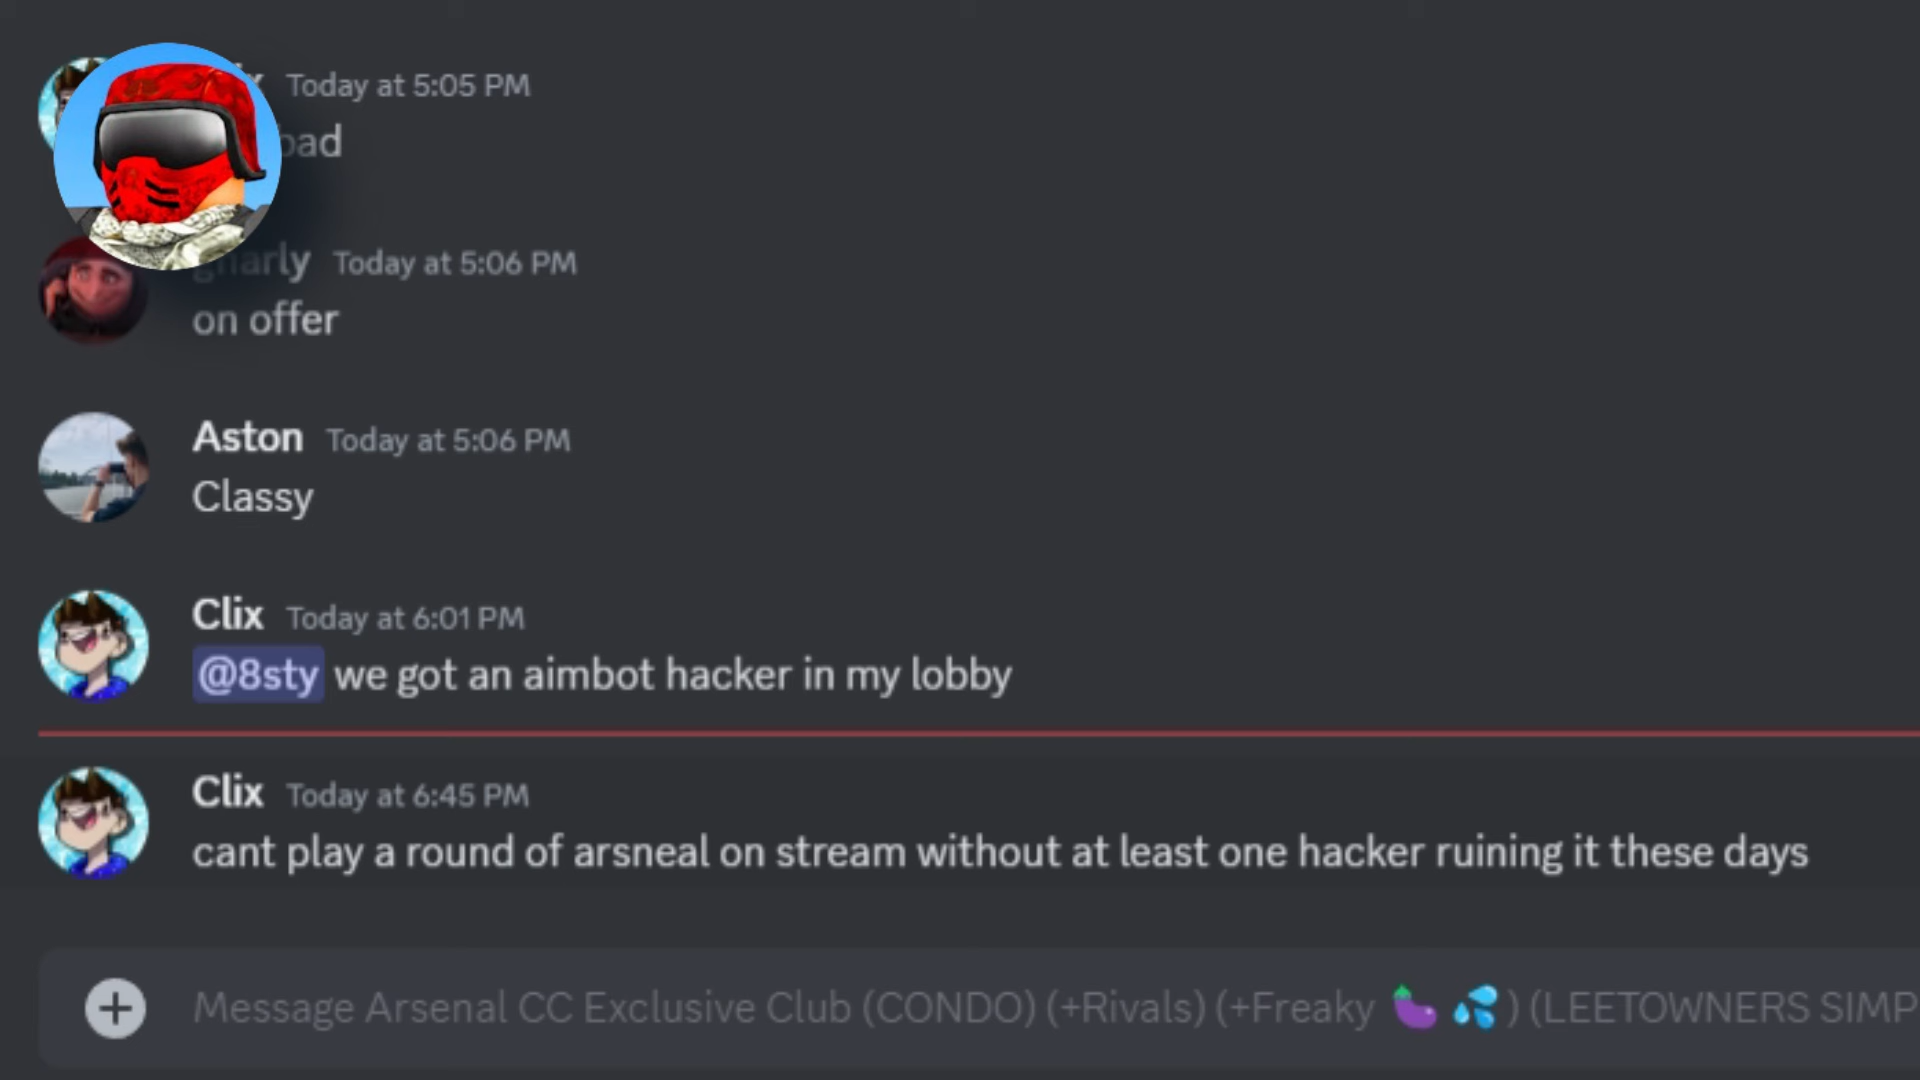 Today at 5:05 PM
bad
gnarly Today at 5:06 PM
on offer
Aston Today at 5:06 PM
Classy
Clix Today at 6:01 PM
@8sty we got an aimbot hacker in my lobby
Clix Today at 6:45 PM
cant play a round of arsneal on stream without at least one hacker ruining it these days
Message Arsenal CC Exclusive Club (CONDO) (+Rivals) (+Freaky 🍆 💦 ) (LEETOWNERS SIMP